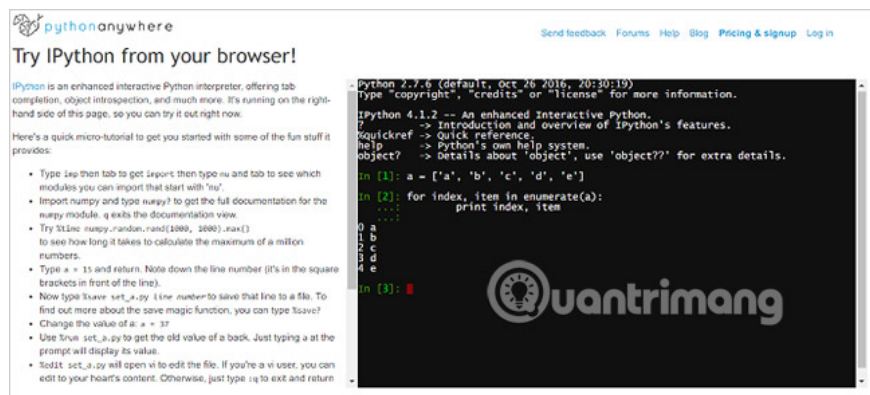 pythonanywhere
Send feedback Forums Help Blog Pricing & signup Log in
Try IPython from your browser!
IPython is an enhanced interactive Python interpreter, offering tab
completion, object introspection, and much more. It's running on the right-
hand side of this page, so you can try it out right now.
Here's a quick micro-tutorial to get you started with some of the fun stuff it
provides:
• Type imp then tab to get import then type nu and tab to see which
modules you can import that start with 'nu'.
• Import numpy and type numpy? to get the full documentation for the
numpy module. q exits the documentation view.
• Try %time numpy.random.rand(1000, 1000).max()
to see how long it takes to calculate the maximum of a million
numbers.
• Type a = 15 and return. Note down the line number (it's in the square
brackets in front of the line).
• Now type %save set_a.py line number to save that line to a file. To
find out more about the save magic function, you can type %save?
• Change the value of a: a = 37
• Use %run set_a.py to get the old value of a back. Just typing a at the
prompt will display its value.
• %edit set_a.py will open vi to edit the file. If you're a vi user, you can
edit to your heart's content. Otherwise, just type :q to exit and return
Python 2.7.6 (default, Oct 26 2016, 20:30:19)
Type "copyright", "credits" or "license" for more information.
IPython 4.1.2 -- An enhanced Interactive Python.
? -> Introduction and overview of IPython's features.
%quickref -> Quick reference.
help -> Python's own help system.
object? -> Details about 'object', use 'object??' for extra details.
In [1]: a = ['a', 'b', 'c', 'd', 'e']
In [2]: for index, item in enumerate(a):
...: print index, item
...:
0 a
1 b
2 c
3 d
4 e
In [3]:
Quantrimang